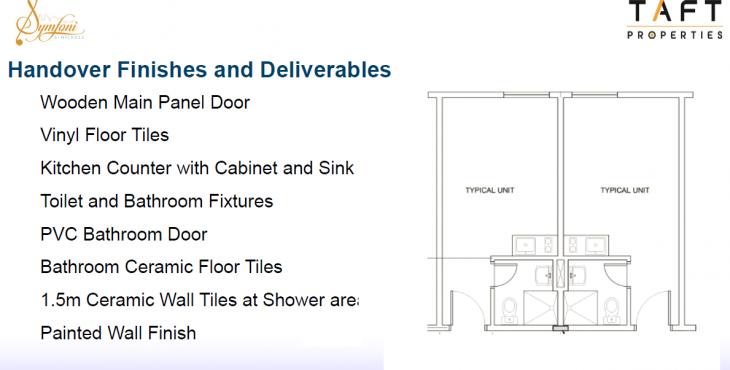 Symfoni
TAFT
PROPERTIES
Handover Finishes and Deliverables
Wooden Main Panel Door
Vinyl Floor Tiles
Kitchen Counter with Cabinet and Sink
Toilet and Bathroom Fixtures
PVC Bathroom Door
Bathroom Ceramic Floor Tiles
1.5m Ceramic Wall Tiles at Shower area
Painted Wall Finish
TYPICAL UNIT
TYPICAL UNIT